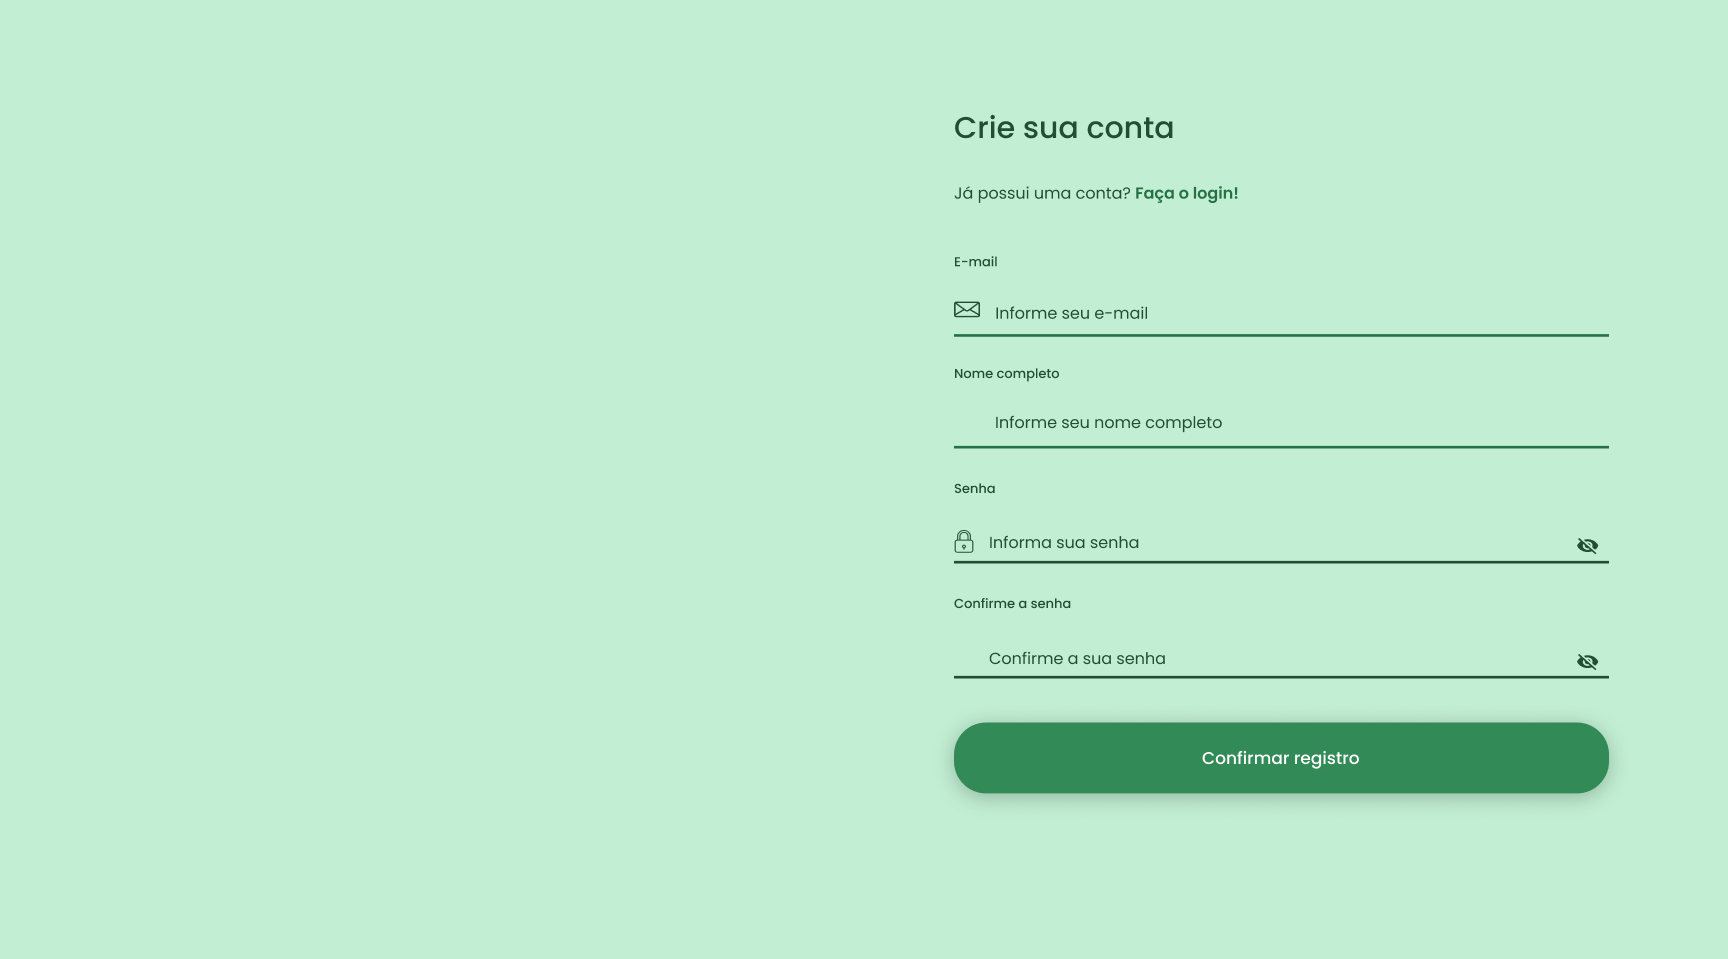 Crie sua conta
Já possui uma conta? Faça o login!
E-mail
Informe seu e-mail
Nome completo
Informe seu nome completo
Senha
Informa sua senha
Confirme a senha
Confirme a sua senha
Confirmar registro